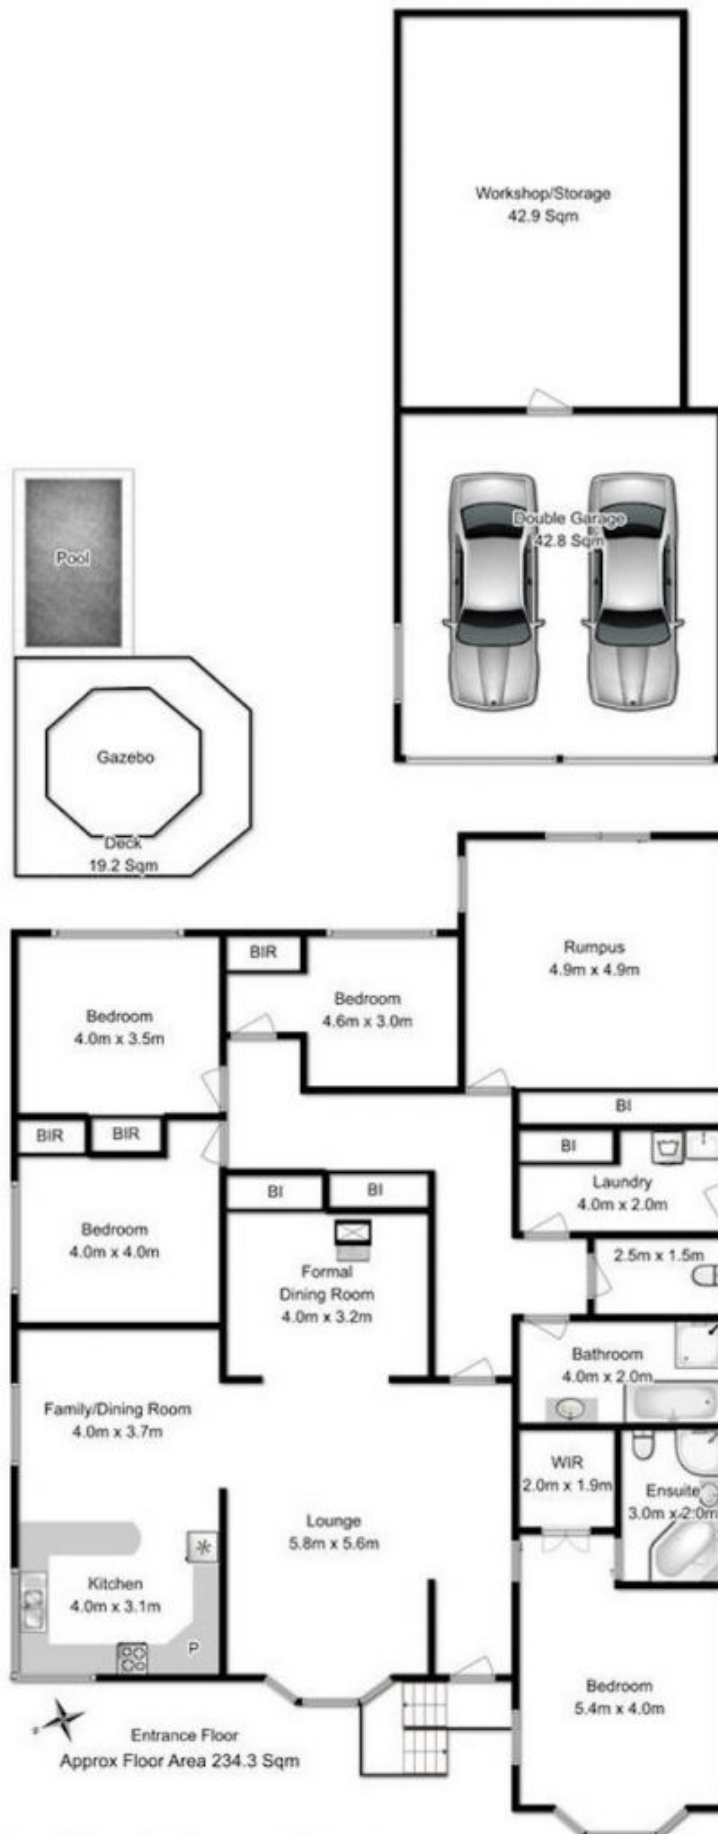 Workshop/Storage
42.9 Sqm
Double Garage
42.8 Sqm
Pool
Gazebo
Deck
19.2 Sqm
Rumpus
4.9m x 4.9m
BIR
Bedroom
4.6m x 3.0m
Bedroom
4.0m x 3.5m
BI
BIR
BIR
BI
Laundry
4.0m x 2.0m
BI
BI
Bedroom
4.0m x 4.0m
2.5m x 1.5m
Formal
Dining Room
4.0m x 3.2m
Bathroom
4.0m x 2.0m
Family/Dining Room
4.0m x 3.7m
WIR
2.0m x 1.9m
Ensuite
3.0m x 2.0m
Lounge
5.8m x 5.6m
Kitchen
4.0m x 3.1m
P
Bedroom
5.4m x 4.0m
Entrance Floor
Approx Floor Area 234.3 Sqm